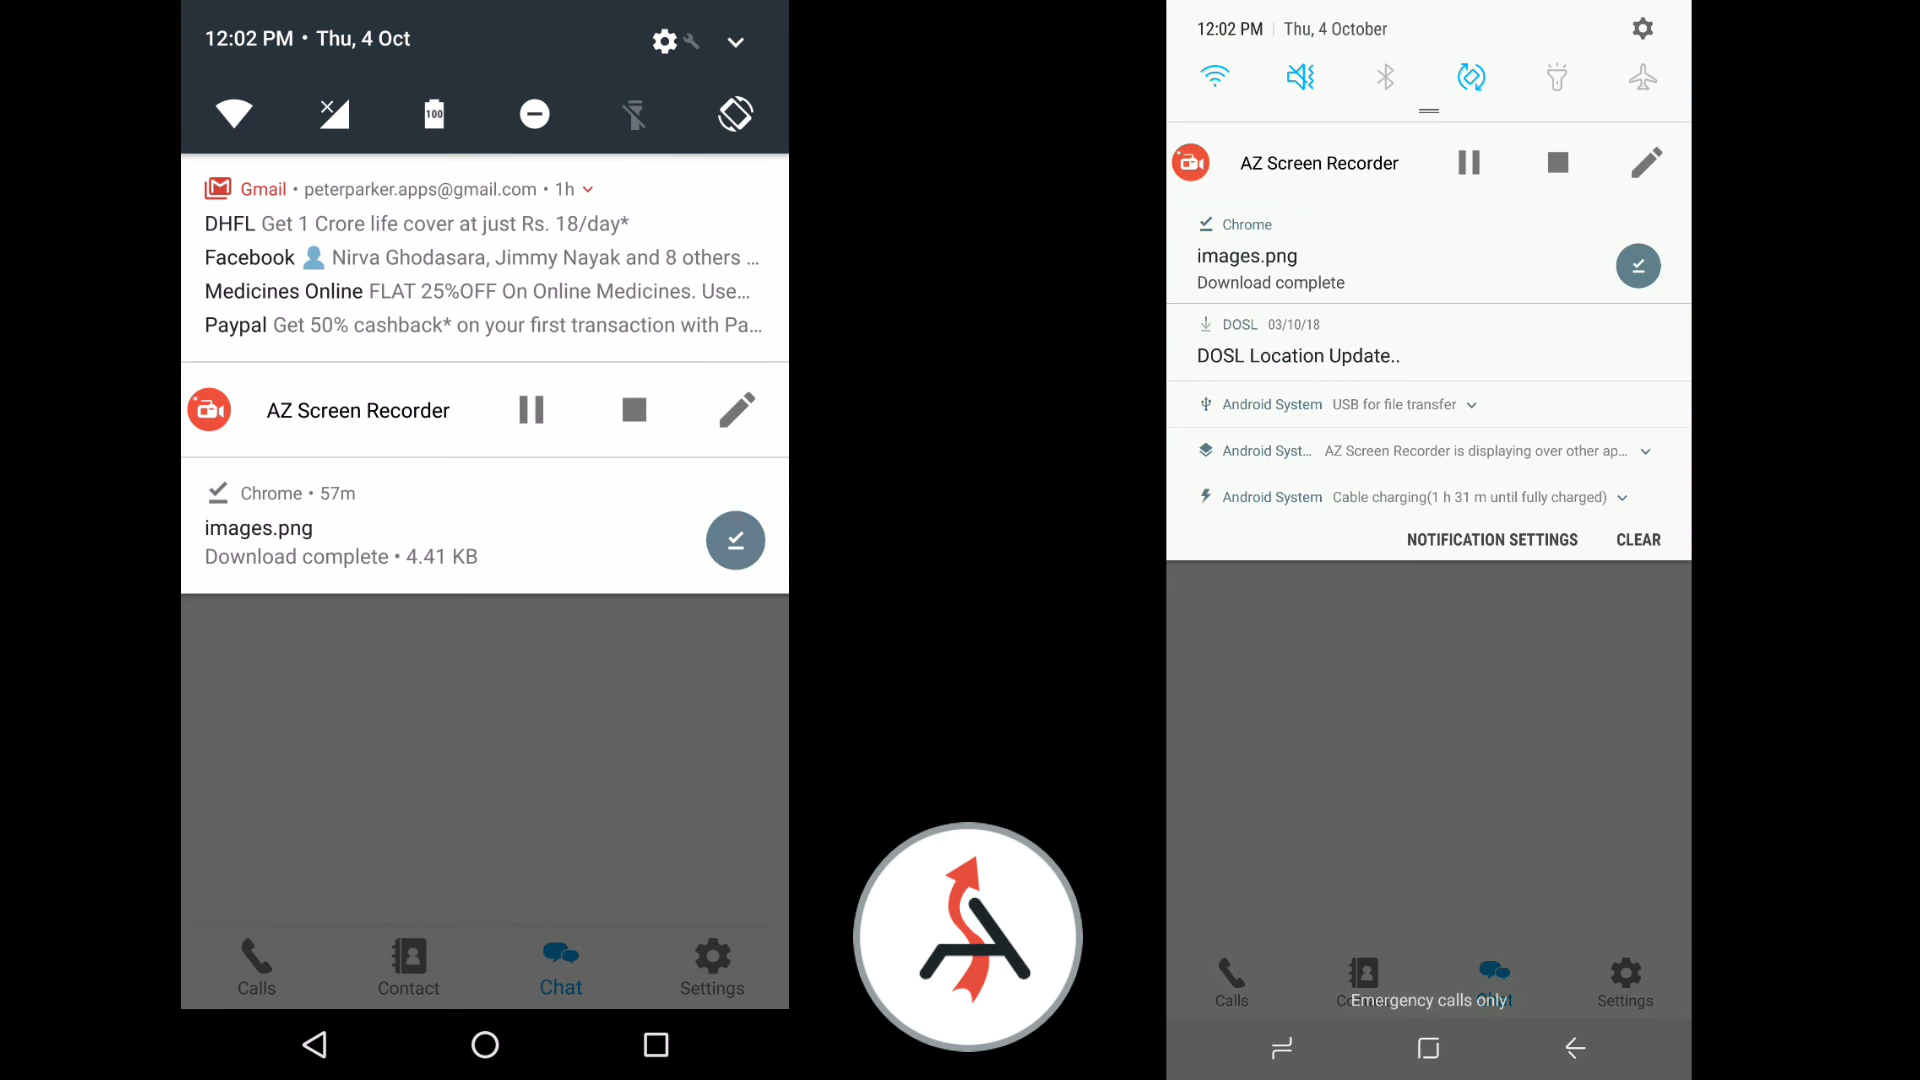 12:02 PM • Thu, 4 Oct
100
Gmail • peterparker.apps@gmail.com • 1h
DHFL Get 1 Crore life cover at just Rs. 18/day*
Facebook 👤 Nirva Ghodasara, Jimmy Nayak and 8 others ...
Medicines Online FLAT 25%OFF On Online Medicines. Use...
Paypal Get 50% cashback* on your first transaction with Pa...
AZ Screen Recorder
Chrome • 57m
images.png
Download complete • 4.41 KB
Calls
Contact
Chat
Settings
12:02 PM | Thu, 4 October
AZ Screen Recorder
Chrome
images.png
Download complete
DOSL 03/10/18
DOSL Location Update..
Android System USB for file transfer
Android Syst... AZ Screen Recorder is displaying over other ap...
Android System Cable charging(1 h 31 m until fully charged)
NOTIFICATION SETTINGS CLEAR
Calls
Emergency calls only
Settings